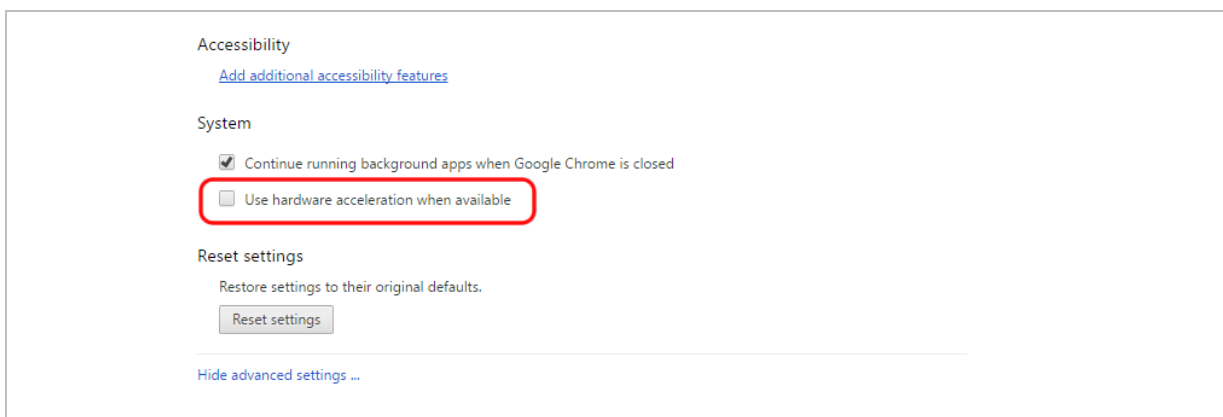 Accessibility
Add additional accessibility features
System
Continue running background apps when Google Chrome is closed
Use hardware acceleration when available
Reset settings
Restore settings to their original defaults.
Reset settings
Hide advanced settings ...